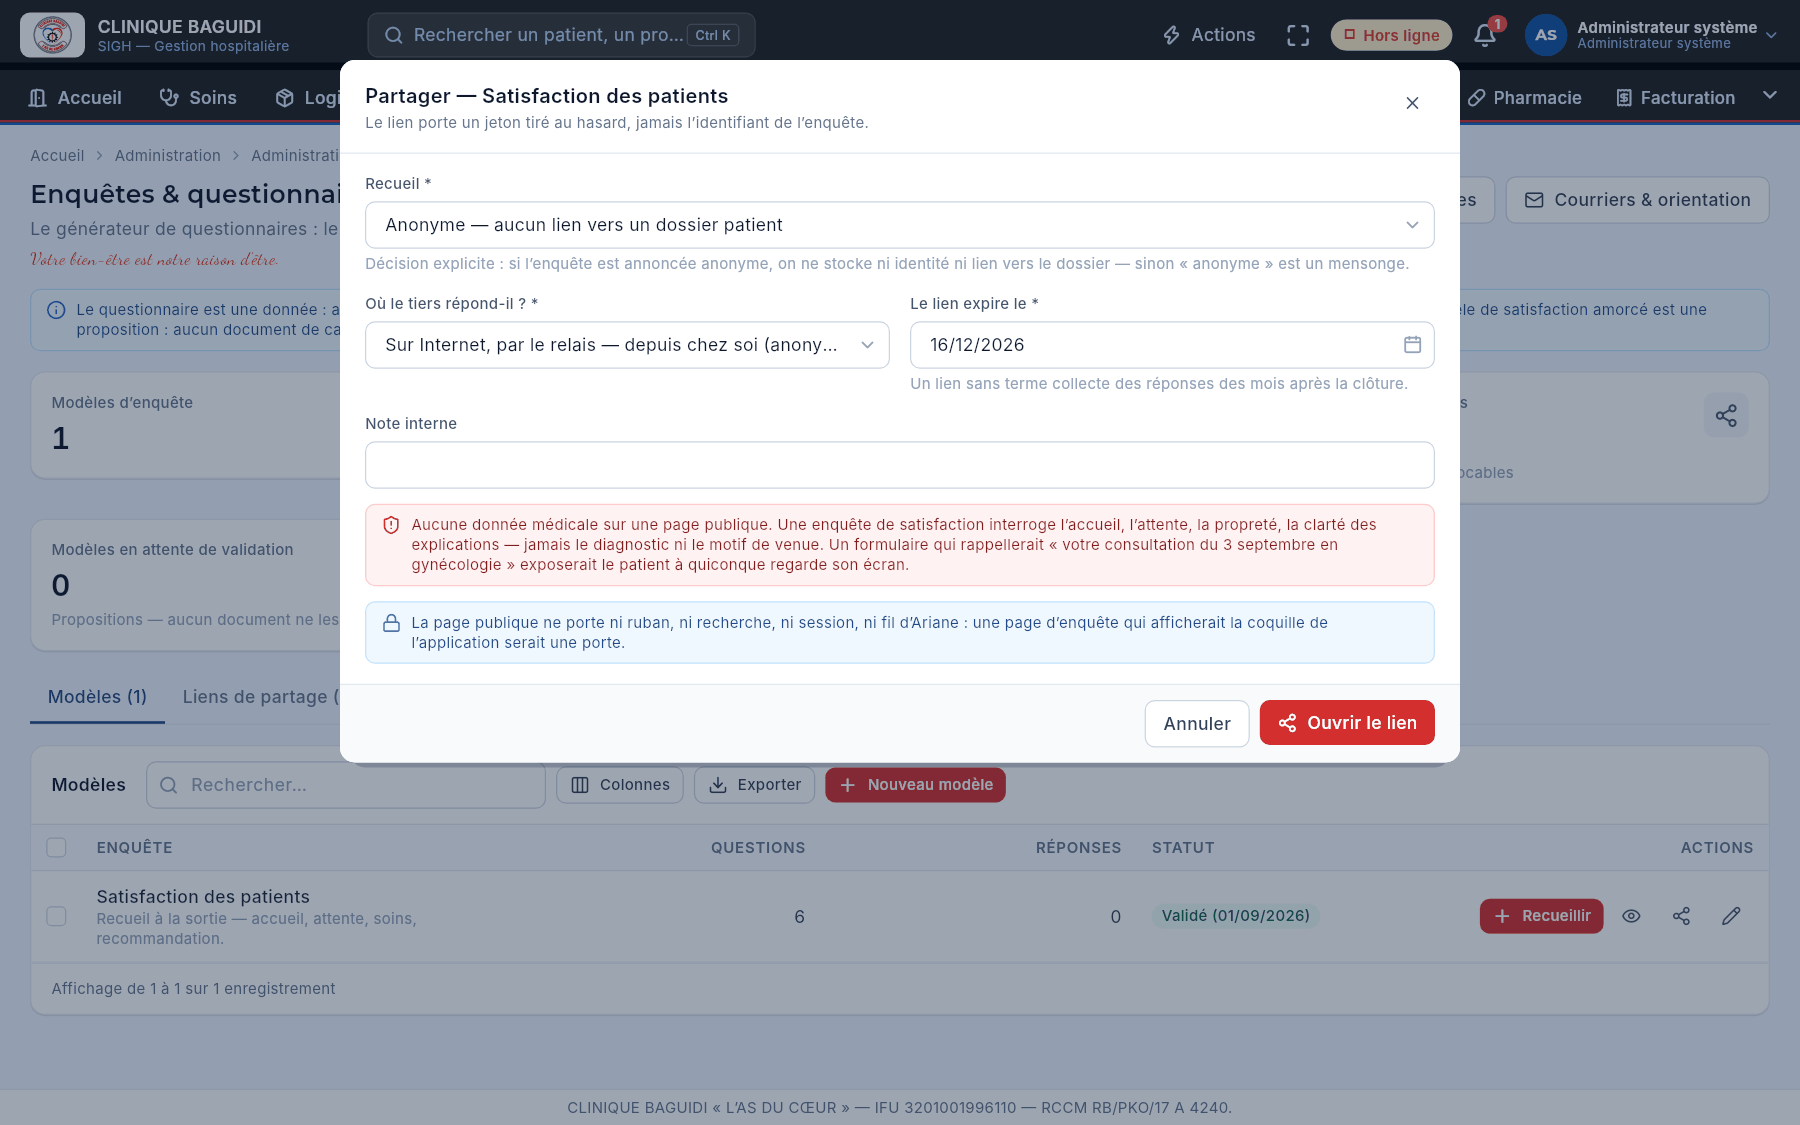 CLINIQUE BAGUIDI
SIGH — Gestion hospitalière
Rechercher un patient, un pro... Ctrl K
Actions
Hors ligne
1
AS
Administrateur système
Administrateur système
Accueil
Soins
Logi
Pharmacie
Facturation
Accueil > Administration > Administrati
Enquêtes & questionnai
Le générateur de questionnaires : le
Votre bien-être est notre raison d'être.
es
Courriers & orientation
Le questionnaire est une donnée : a
proposition : aucun document de ca
le de satisfaction amorcé est une
Modèles d'enquête
1
s
ocables
Modèles en attente de validation
0
Propositions — aucun document ne les
Modèles (1)
Liens de partage (
Partager — Satisfaction des patients
Le lien porte un jeton tiré au hasard, jamais l'identifiant de l'enquête.
Recueil *
Anonyme — aucun lien vers un dossier patient
Décision explicite : si l'enquête est annoncée anonyme, on ne stocke ni identité ni lien vers le dossier — sinon « anonyme » est un mensonge.
Où le tiers répond-il ? *
Le lien expire le *
Sur Internet, par le relais — depuis chez soi (anony...
16/12/2026
Un lien sans terme collecte des réponses des mois après la clôture.
Note interne
Aucune donnée médicale sur une page publique. Une enquête de satisfaction interroge l'accueil, l'attente, la propreté, la clarté des
explications — jamais le diagnostic ni le motif de venue. Un formulaire qui rappellerait « votre consultation du 3 septembre en
gynécologie » exposerait le patient à quiconque regarde son écran.
La page publique ne porte ni ruban, ni recherche, ni session, ni fil d'Ariane : une page d'enquête qui afficherait la coquille de
l'application serait une porte.
Annuler
Ouvrir le lien
Modèles
Rechercher...
Colonnes
Exporter
Nouveau modèle
ENQUÊTE
QUESTIONS
RÉPONSES
STATUT
ACTIONS
Satisfaction des patients
Recueil à la sortie — accueil, attente, soins,
recommandation.
6
0
Validé (01/09/2026)
Recueillir
Affichage de 1 à 1 sur 1 enregistrement
CLINIQUE BAGUIDI « L'AS DU CŒUR » — IFU 3201001996110 — RCCM RB/PKO/17 A 4240.